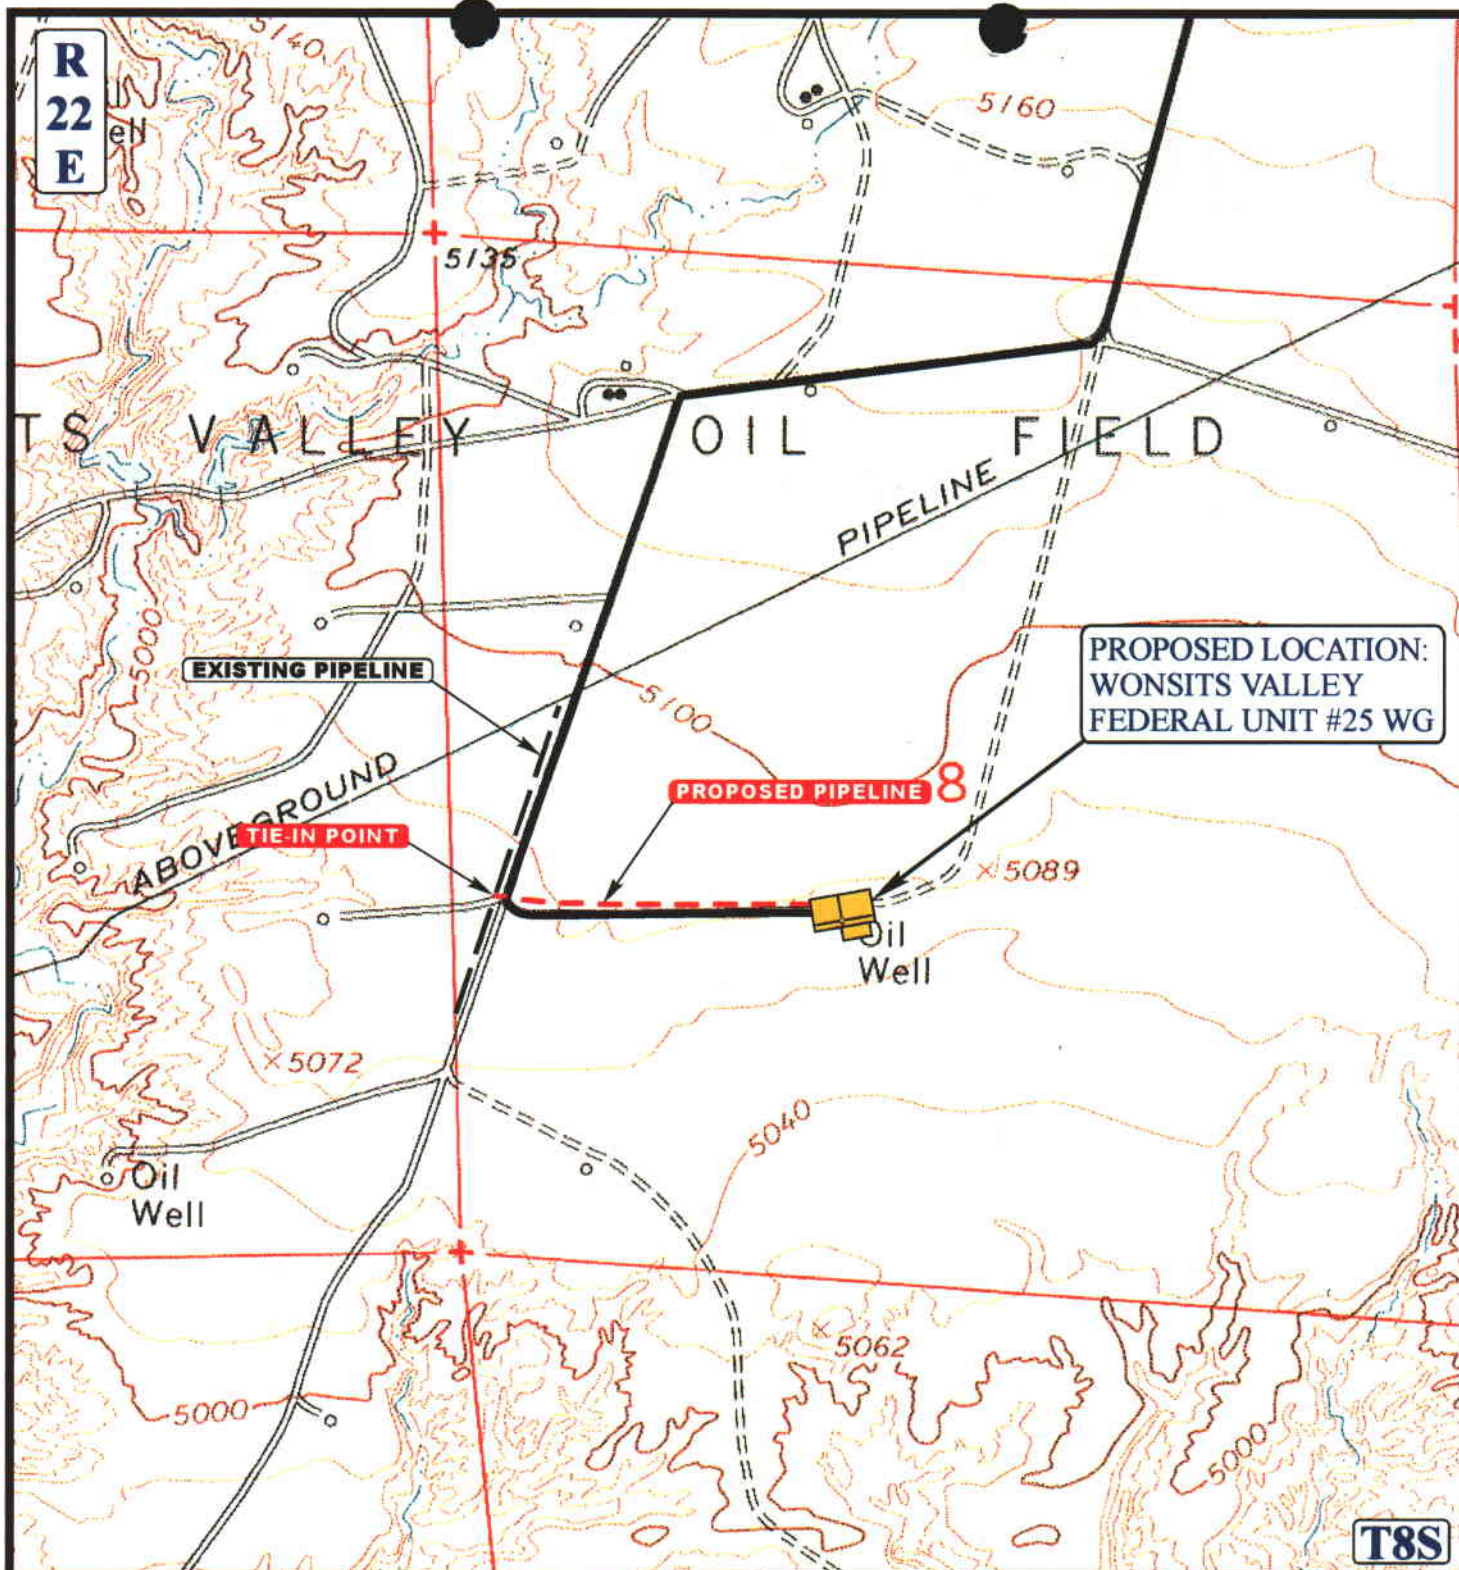 5140
R
22
E
ell
5160
5135
TS VALLEY OIL FIELD
PIPELINE
5000
EXISTING PIPELINE
PROPOSED LOCATION:
WONSITS VALLEY
FEDERAL UNIT #25 WG
5100
ABOVEGROUND
PROPOSED PIPELINE 8
TIE-IN POINT
5089
Oil
Well
5072
5040
Oil
Well
5062
5000
5000
T8S